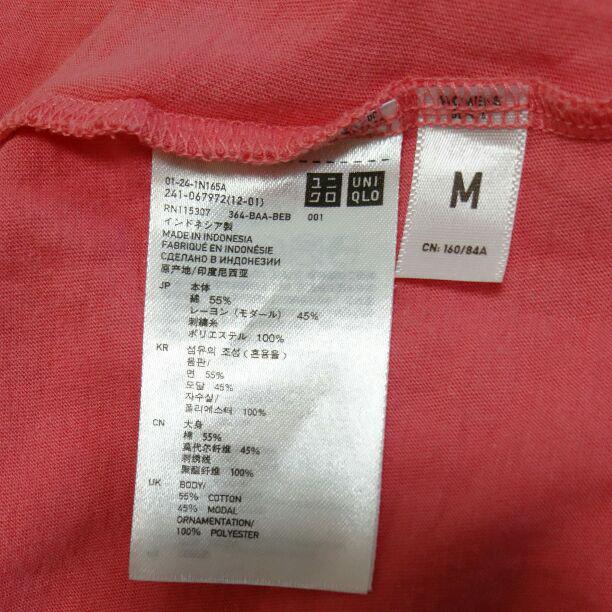 01-24-1N165A
241-067972(12-01)
RN115307 364-BAA-BEB 001
ユニクロ
UNIQLO
インドネシア製
MADE IN INDONESIA
FABRIQUÉ EN INDONÉSIE
СДЕЛАНО В ИНДОНЕЗИИ
原产地/印度尼西亚
JP 本体
綿 55%
レーヨン(モダール) 45%
刺繍糸
ポリエステル 100%
KR 섬유의 조성(혼용율)
몸판/
면 55%
모달 45%
자수실/
폴리에스터 100%
CN 大身
棉 55%
莫代尔纤维 45%
刺绣线
聚酯纤维 100%
UK BODY/
55% COTTON
45% MODAL
ORNAMENTATION/
100% POLYESTER
M
CN: 160/84A